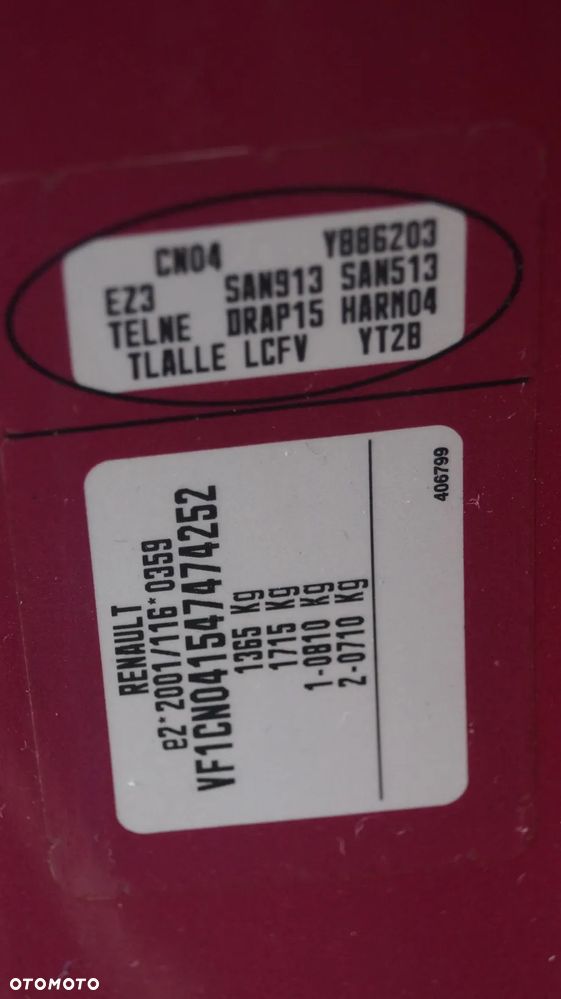 CN04 Y886203
EZ3 SAN913 SAN513
TELNE DRAP15 HARM04
TLALLE LCFV YT2B
RENAULT
e2*2001/116*0359
VF1CN041547474252
1365 Kg
1715 Kg
1-0810 Kg
2-0710 Kg
406799
OTOMOTO